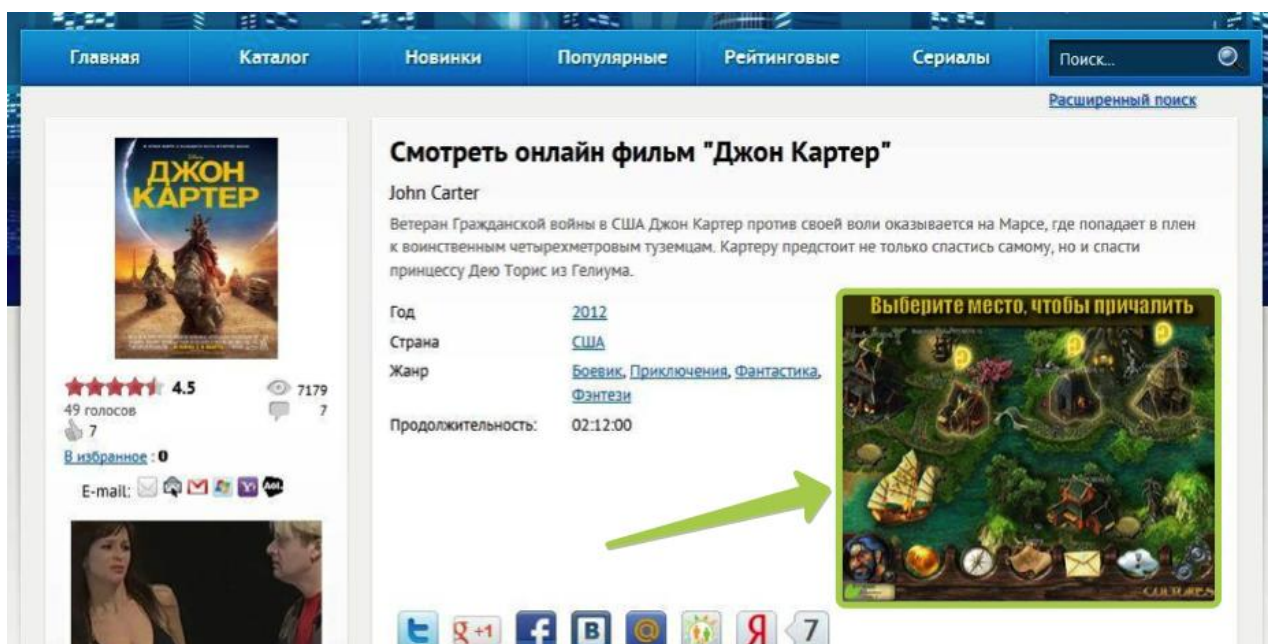 Главная
Каталог
Новинки
Популярные
Рейтинговые
Сериалы
Поиск...
Расширенный поиск
ДЖОН
КАРТЕР
4.5
7179
49 голосов
7
7
В избранное : 0
E-mail:
Aol.
Смотреть онлайн фильм "Джон Картер"
John Carter
Ветеран Гражданской войны в США Джон Картер против своей воли оказывается на Марсе, где попадает в плен
к воинственным четырехметровым туземцам. Картеру предстоит не только спастись самому, но и спасти
принцессу Дею Торис из Гелиума.
Год 2012
Страна США
Жанр Боевик, Приключения, Фантастика,
Фэнтези
Продолжительность: 02:12:00
Выберите место, чтобы причалить
CULTURES
g +1
f
В
@
Я
7